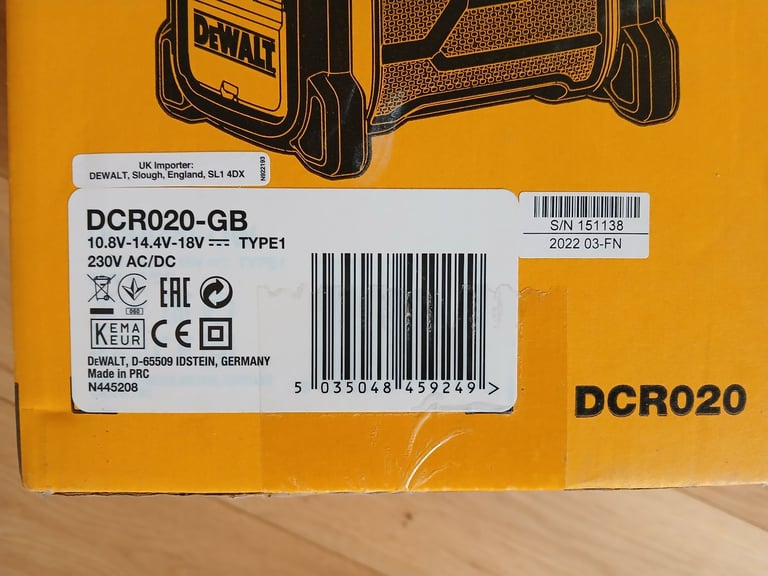 DEWALT
UK Importer:
DEWALT, Slough, England, SL1 4DX
N922193
DCR020-GB
10.8V-14.4V-18V TYPE1
230V AC/DC
S/N 151138
2022 03-FN
060
EAC
KEMA
KEUR
CE
DEWALT, D-65509 IDSTEIN, GERMANY
Made in PRC
N445208
5 035048 459249 >
DCR020